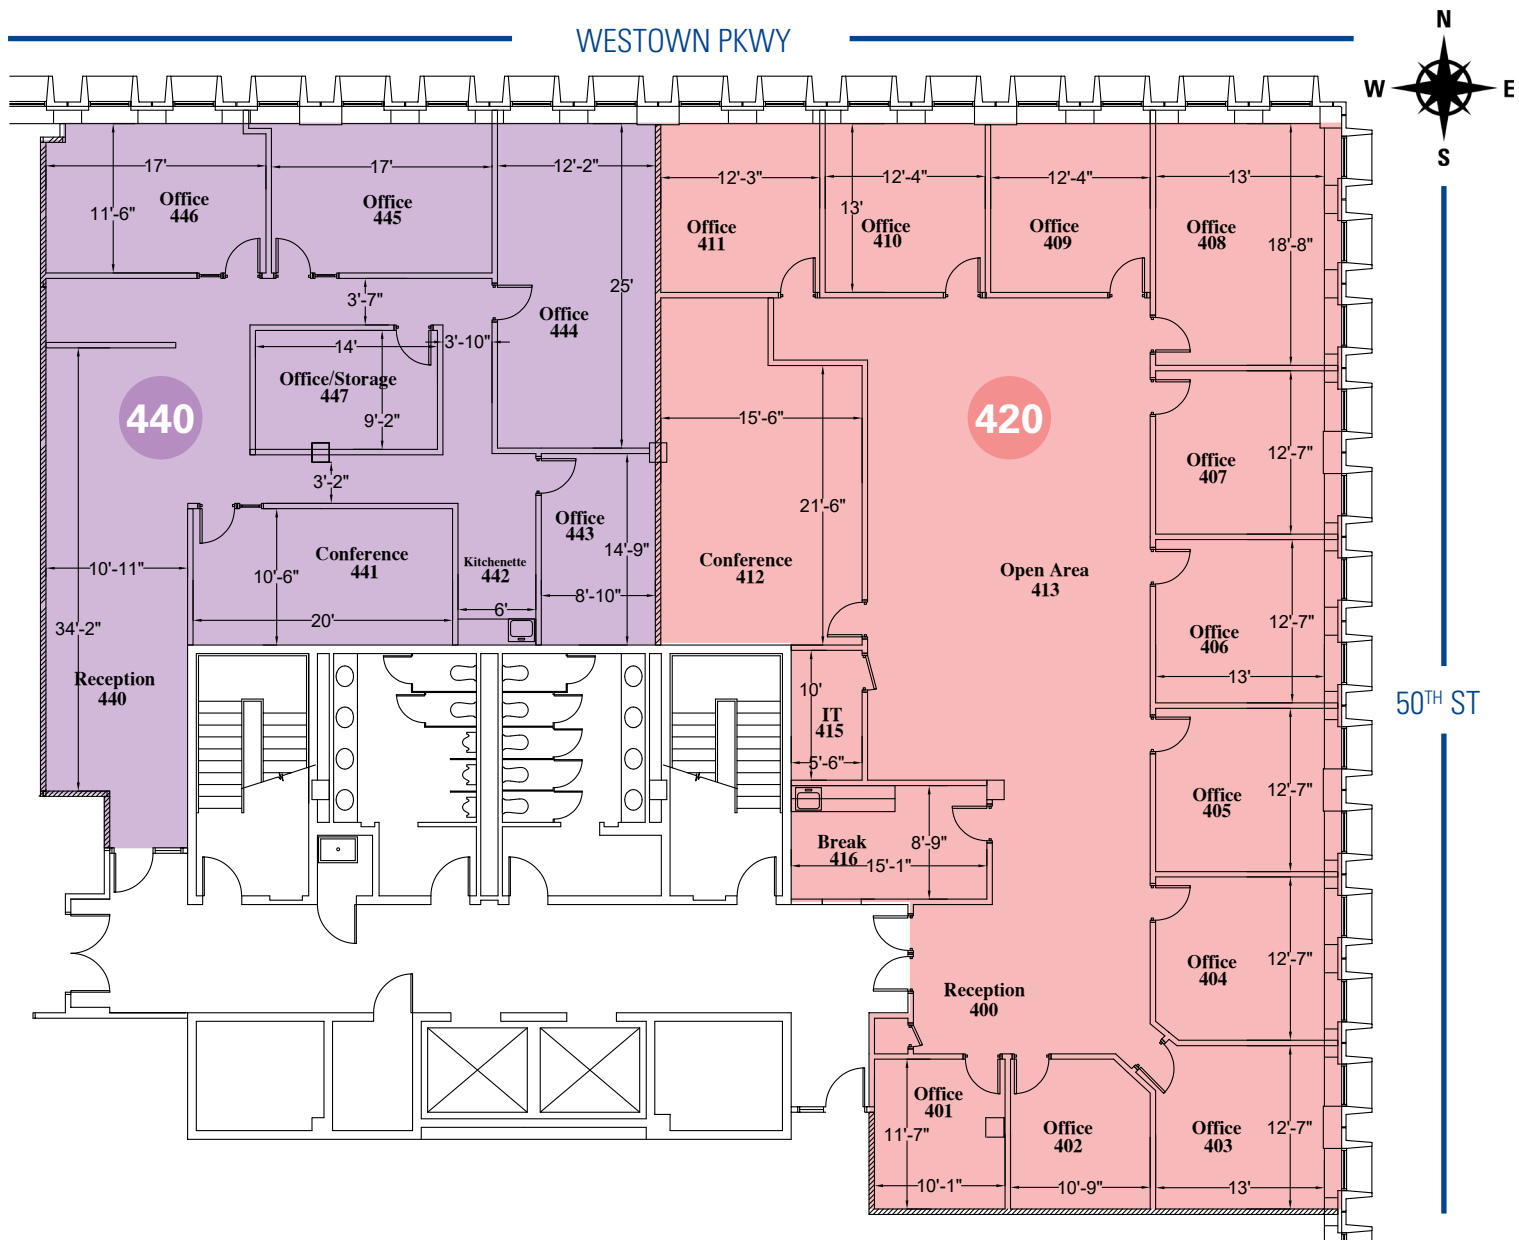 WESTOWN PKWY
N
W
E
S
17'
17'
12'-2"
12'-3"
12'-4"
12'-4"
13'
Office
446
11'-6"
Office
445
Office
411
13'
Office
410
Office
409
Office
408
18'-8"
25'
3'-7"
Office
444
14'
3'-10"
Office/Storage
447
9'-2"
440
420
15'-6"
Office
407
12'-7"
3'-2"
21'-6"
Office
443
14'-9"
Conference
441
10'-11"
10'-6"
Kitchenette
442
8'-10"
6'
20'
34'-2"
Conference
412
Open Area
413
Office
406
12'-7"
13'
Reception
440
10'
IT
415
5'-6"
50TH ST
Office
405
12'-7"
Break
416
8'-9"
15'-1"
Office
404
12'-7"
Reception
400
Office
401
11'-7"
10'-1"
Office
402
10'-9"
Office
403
12'-7"
13'